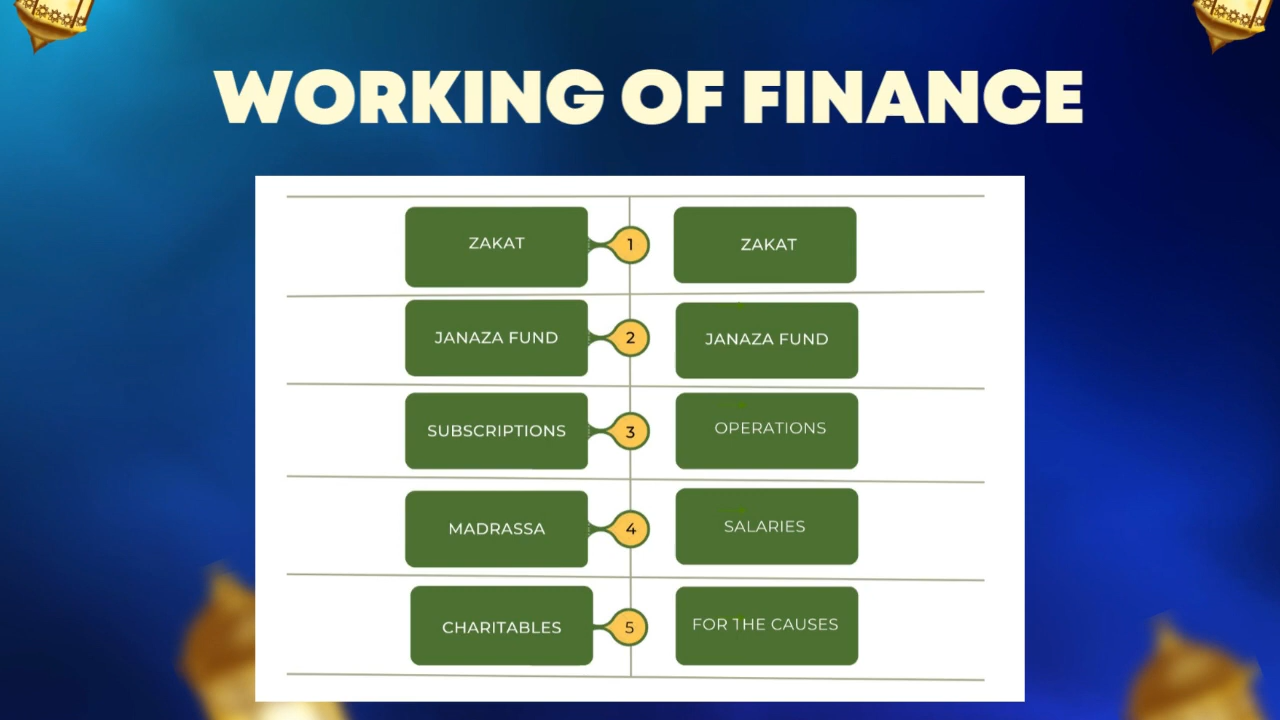 WORKING OF FINANCE
ZAKAT 1 ZAKAT
JANAZA FUND 2 JANAZA FUND
SUBSCRIPTIONS 3 OPERATIONS
MADRASSA 4 SALARIES
CHARITABLES 5 FOR THE CAUSES